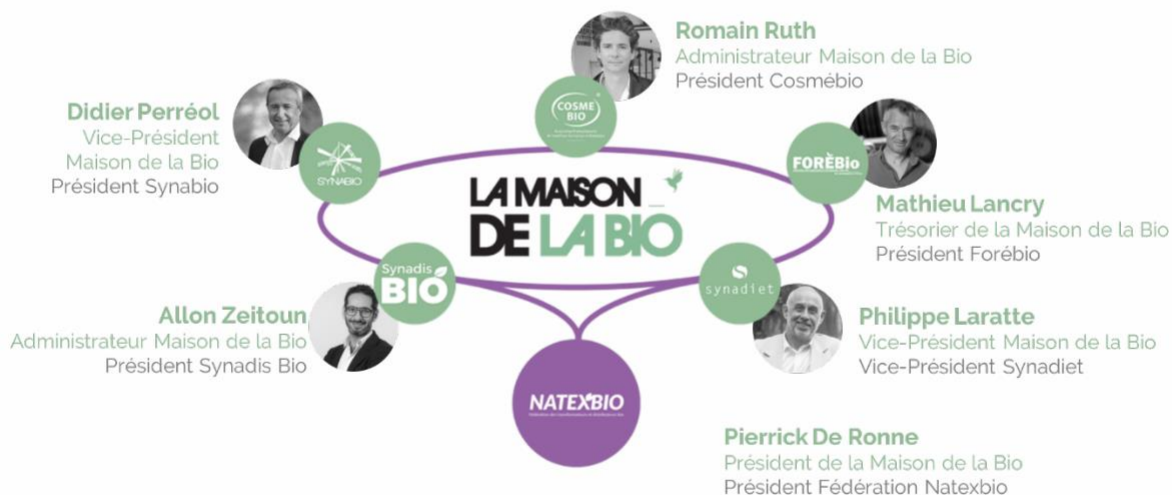 Romain Ruth
Administrateur Maison de la Bio
Président Cosmébio
Didier Perréol
Vice-Président
Maison de la Bio
Président Synabio
COSME
BIO
SYNABIO
FORÈBio
LA MAISON
DE LA BIO
Mathieu Lancry
Trésorier de la Maison de la Bio
Président Forébio
Synadis
BIO
synadiet
Allon Zeitoun
Administrateur Maison de la Bio
Président Synadis Bio
Philippe Laratte
Vice-Président Maison de la Bio
Vice-Président Synadiet
NATEXBIO
Pierrick De Ronne
Président de la Maison de la Bio
Président Fédération Natexbio